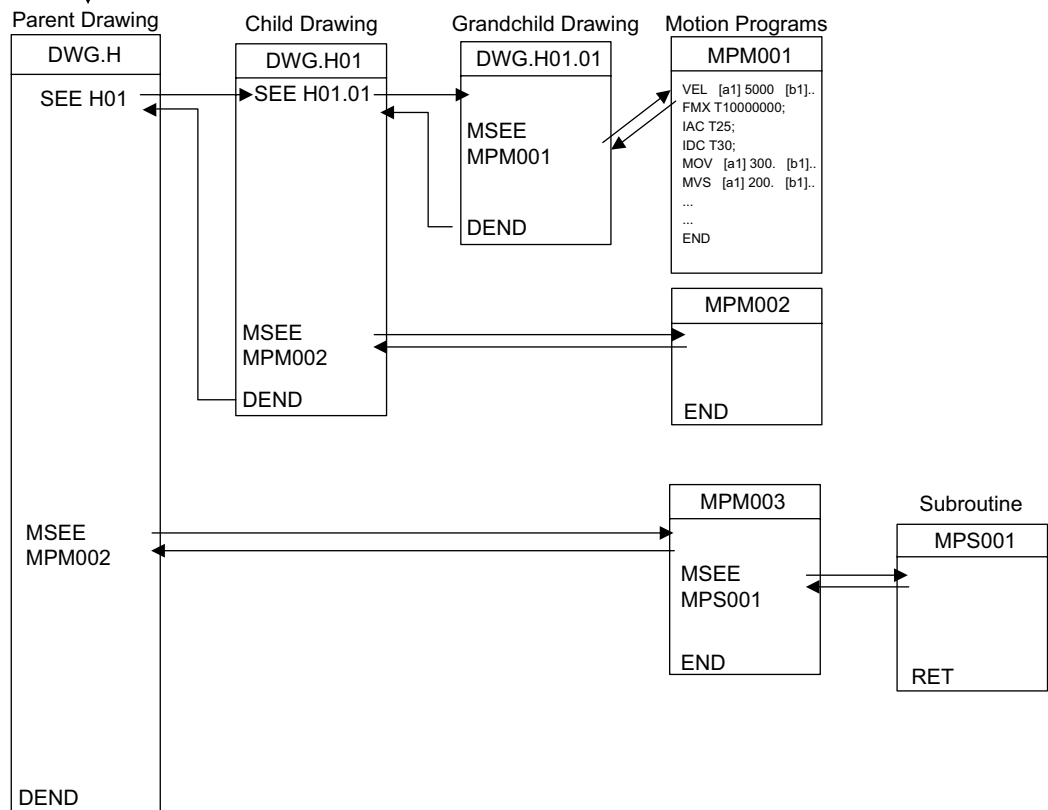 Parent Drawing
Child Drawing
Grandchild Drawing
Motion Programs
DWG.H
SEE H01
MSEE
MPM002
DEND
DWG.H01
SEE H01.01
MSEE
MPM002
DEND
DWG.H01.01
MSEE
MPM001
DEND
MPM001
VEL [a1] 5000 [b1]..
FMX T10000000;
IAC T25;
IDC T30;
MOV [a1] 300. [b1]..
MVS [a1] 200. [b1]..
...
...
END
MPM002
END
MPM003
MSEE
MPS001
END
Subroutine
MPS001
RET